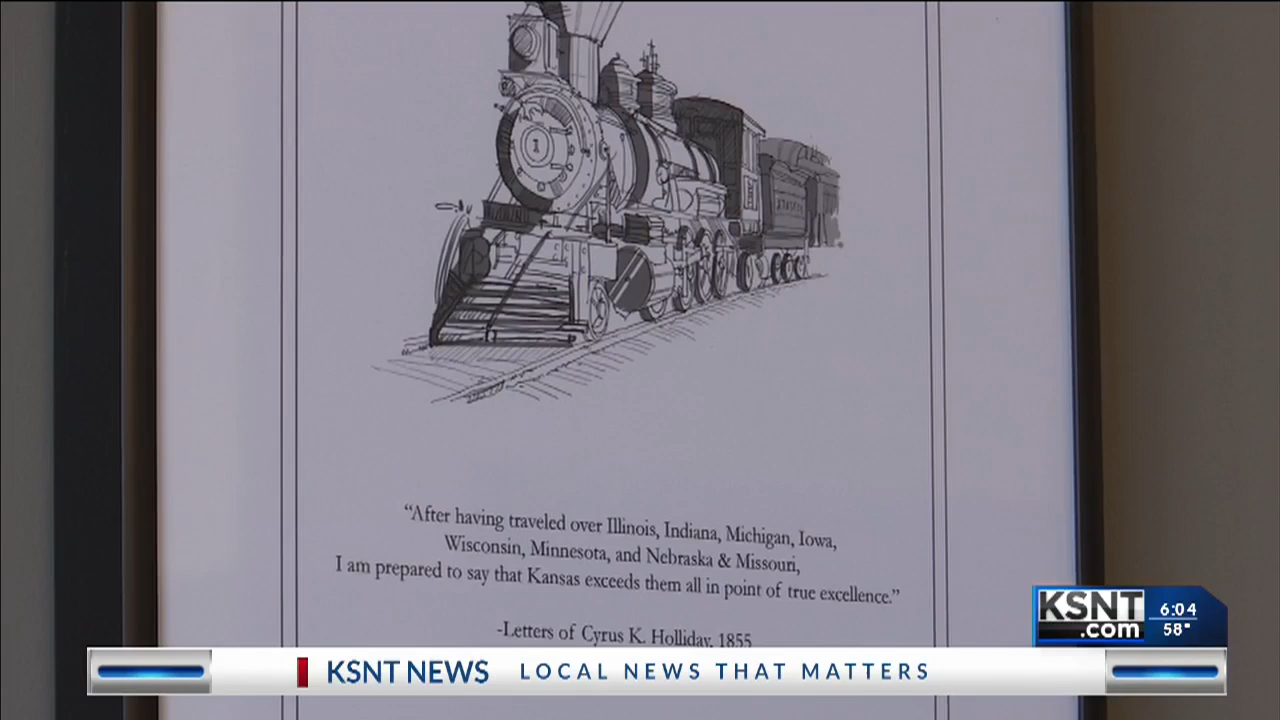 I
“After having traveled over Illinois, Indiana, Michigan, Iowa,
Wisconsin, Minnesota, and Nebraska & Missouri,
I am prepared to say that Kansas exceeds them all in point of true excellence.”
-Letters of Cyrus K. Holliday, 1855
KSNT
.com
6:04
58°
KSNT NEWS LOCAL NEWS THAT MATTERS